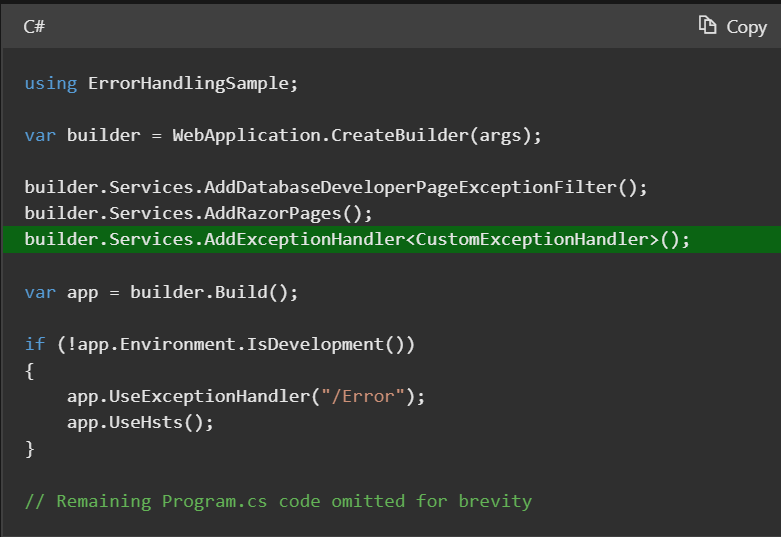 C#
Copy
using ErrorHandlingSample;
var builder = WebApplication.CreateBuilder(args);
builder.Services.AddDatabaseDeveloperPageExceptionFilter();
builder.Services.AddRazorPages();
builder.Services.AddExceptionHandler<CustomExceptionHandler>();
var app = builder.Build();
if (!app.Environment.IsDevelopment())
{
    app.UseExceptionHandler("/Error");
    app.UseHsts();
}
// Remaining Program.cs code omitted for brevity